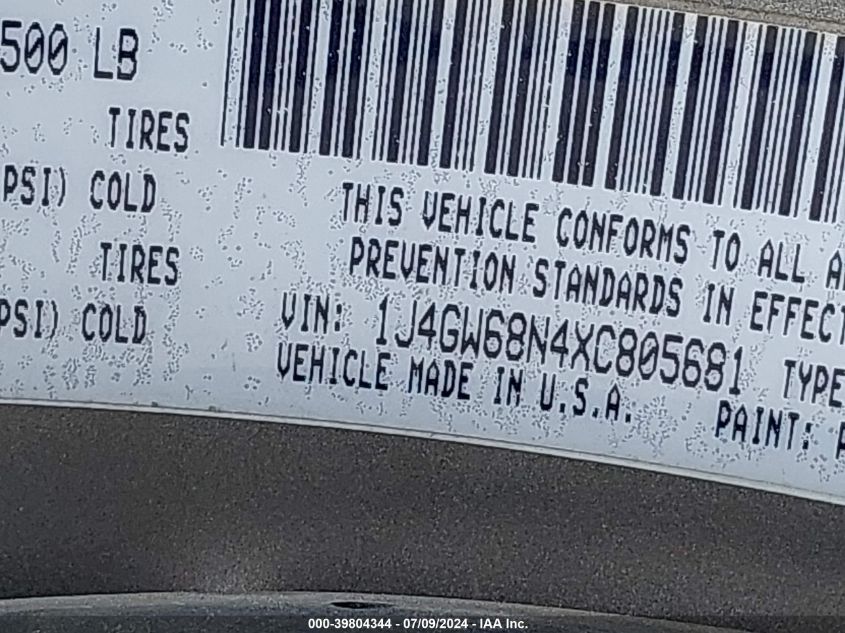 500 LB
TIRES
PSI) COLD
TIRES
PSI) COLD
THIS VEHICLE CONFORMS TO ALL A
PREVENTION STANDARDS IN EFFECT
VIN: 1J4GW68N4XC805681 TYPE
VEHICLE MADE IN U.S.A. PAINT:
000-39804344 - 07/09/2024 - IAA Inc.